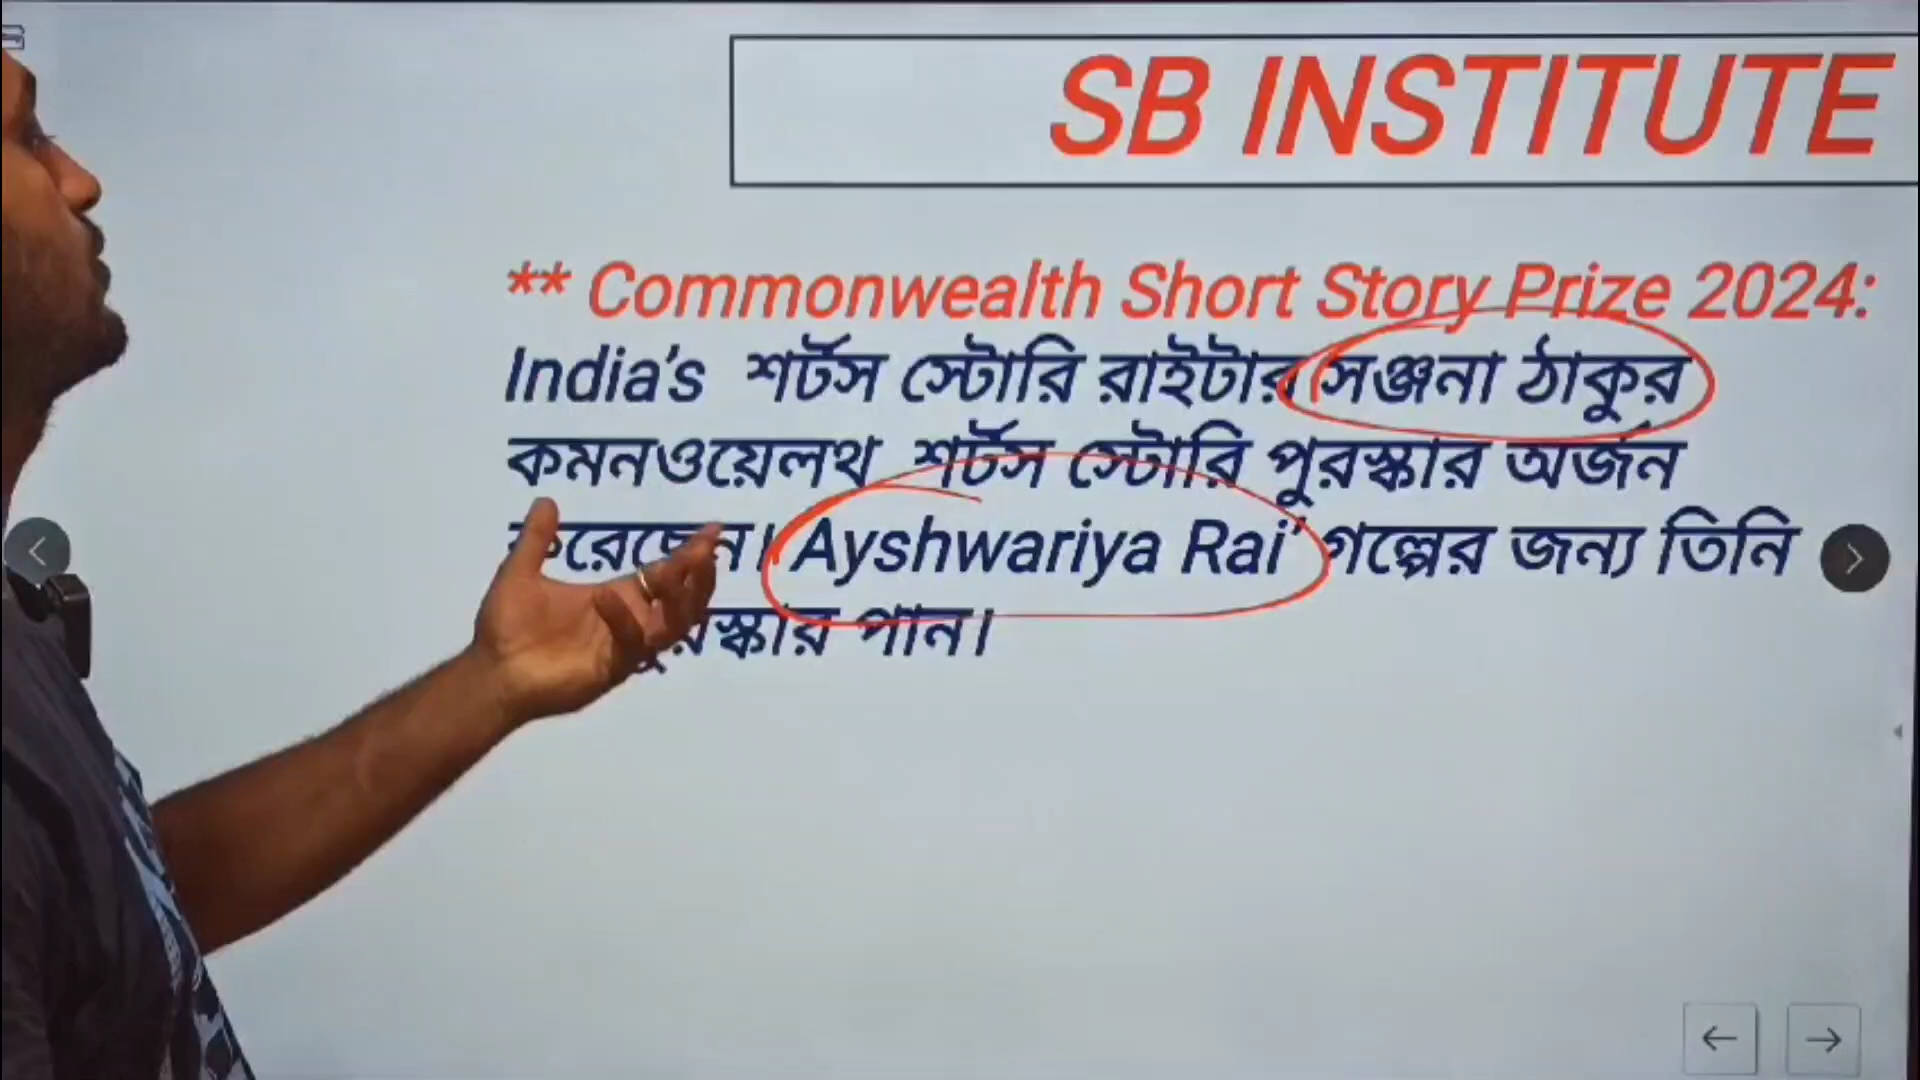 SB INSTITUTE
** Commonwealth Short Story Prize 2024:
India's শর্টস স্টোরি রাইটার সঞ্জনা ঠাকুর
কমনওয়েলথ শর্টস স্টোরি পুরস্কার অর্জন
করেছেন। Ayshwariya Rai' গল্পের জন্য তিনি
পুরস্কার পান।